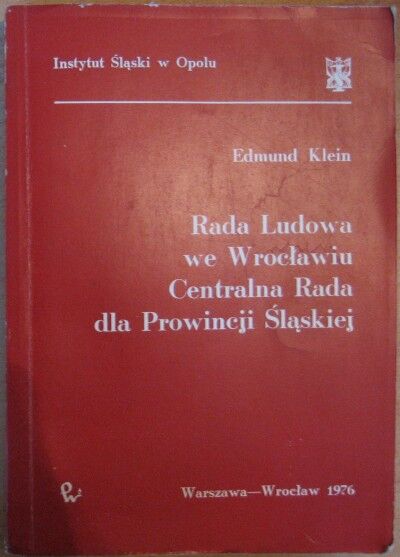 Instytut Śląski w Opolu
Edmund Klein
Rada Ludowa
we Wrocławiu
Centralna Rada
dla Prowincji Śląskiej
Warszawa—Wrocław 1976